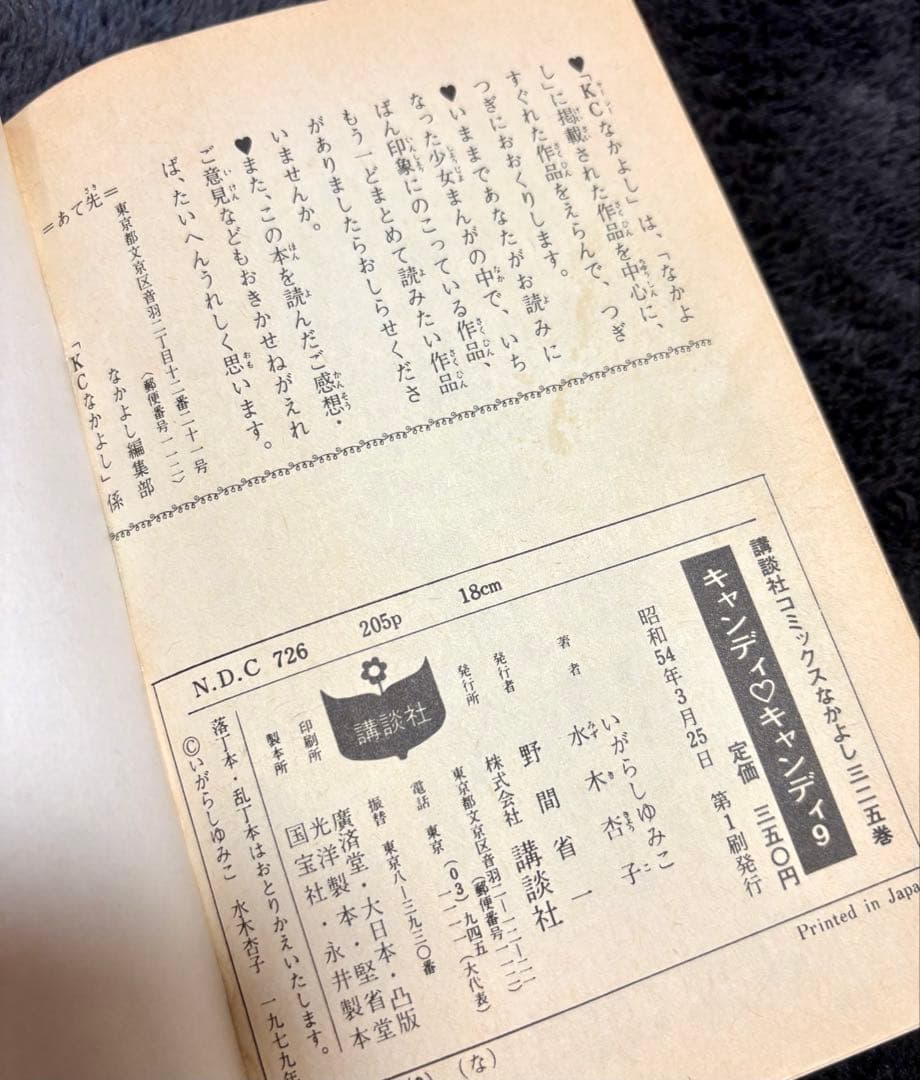 ♥「KCなかよし」は、「なかよ
し」に掲載された作品を中心に、
すぐれた作品をえらんで、つぎ
つぎにおおくりします。
♥いままであなたがお読みに
なった少女まんがの中で、いち
ばん印象にのこっている作品、
もう一どまとめて読みたい作品
がありましたらおしらせくださ
いませんか。
♥また、この本を読んだご感想・
ご意見などもおきかせねがえれ
ば、たいへんうれしく思います。
=あて先=
東京都文京区音羽二丁目十二番二十一号
(郵便番号一一二)
なかよし編集部
「KCなかよし」係
講談社コミックスなかよし三二五巻
キャンディ♡キャンディ9
定価 三五〇円
昭和54年3月25日 第1刷発行
著者 いがらしゆみこ
水木杏子
発行者 野間省一
発行所 株式会社 講談社
東京都文京区音羽二ー一二ー二一
(郵便番号一一二)
電話 東京(03)九四五ー一一一一(大代表)
振替 東京八ー三九三〇番
講談社
印刷所 廣済堂・大日本・凸版
製本所 光洋製本・堅省堂
国宝社・永井製本
落丁本・乱丁本はおとりかえいたします。
©いがらしゆみこ 水木杏子 一九七九年
N.D.C 726 205p 18cm
Printed in Japa
(な)